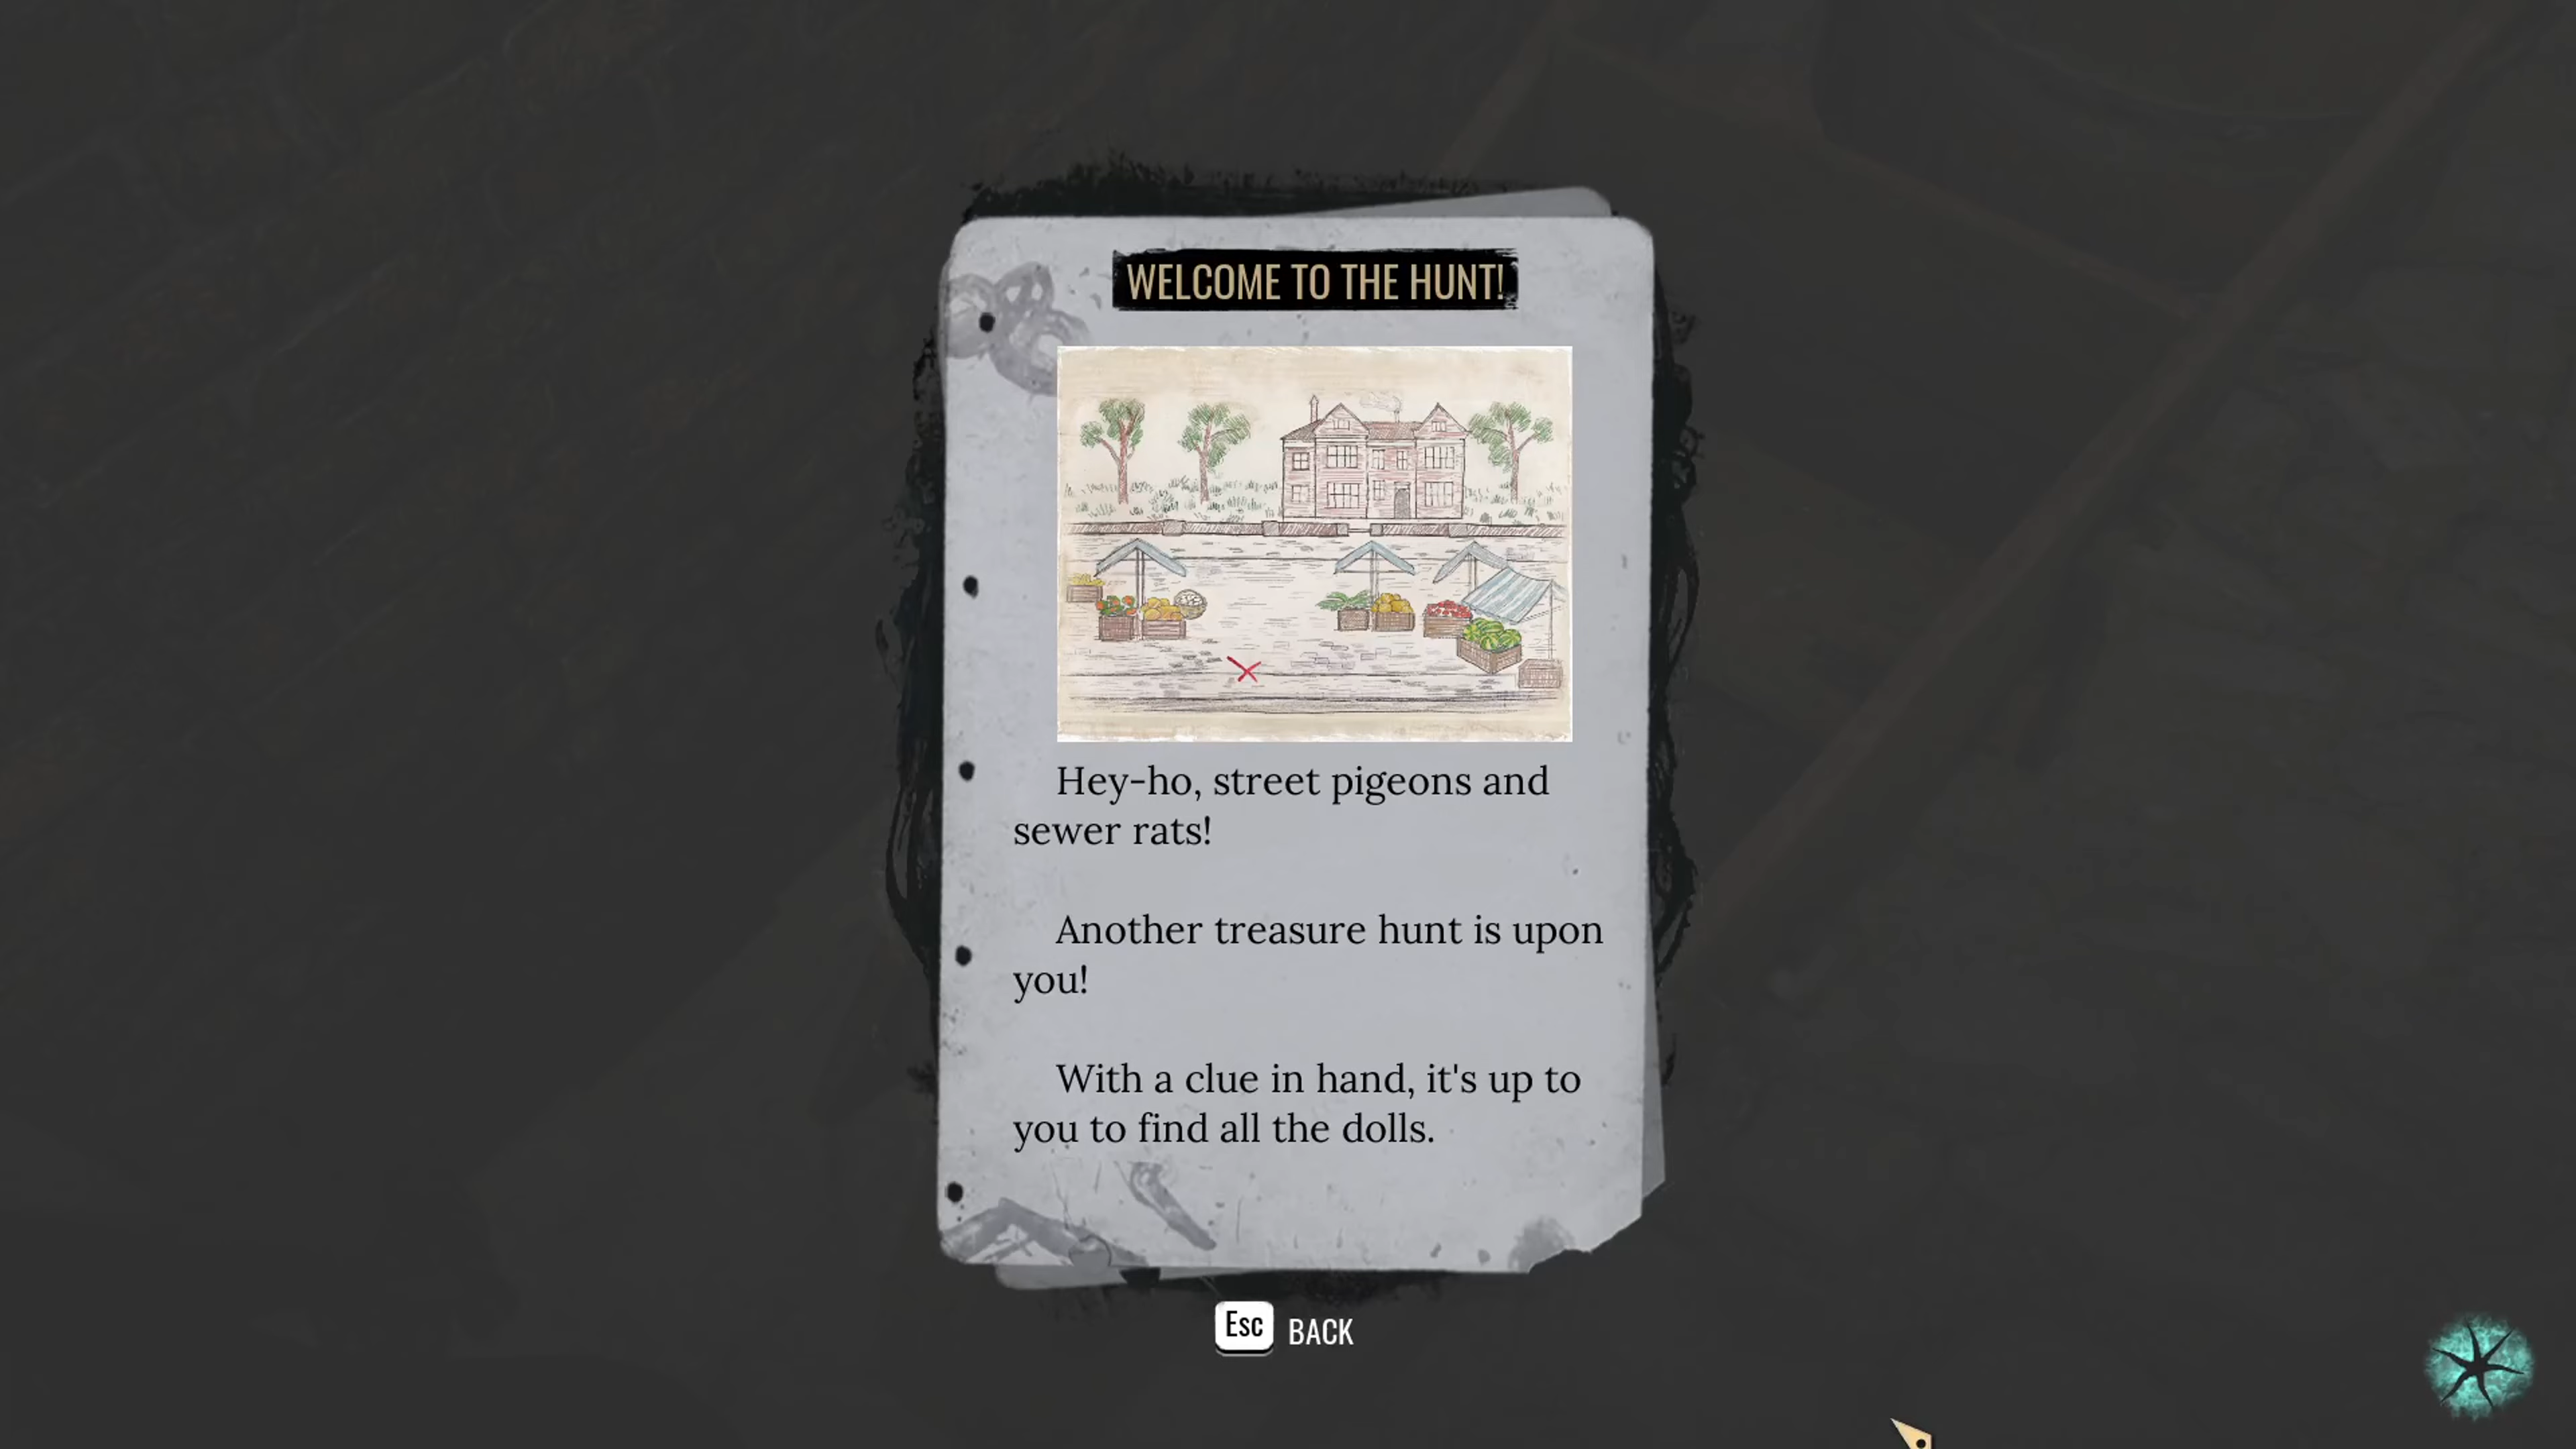 WELCOME TO THE HUNT!
Hey-ho, street pigeons and
sewer rats!
Another treasure hunt is upon
you!
With a clue in hand, it's up to
you to find all the dolls.
Esc BACK